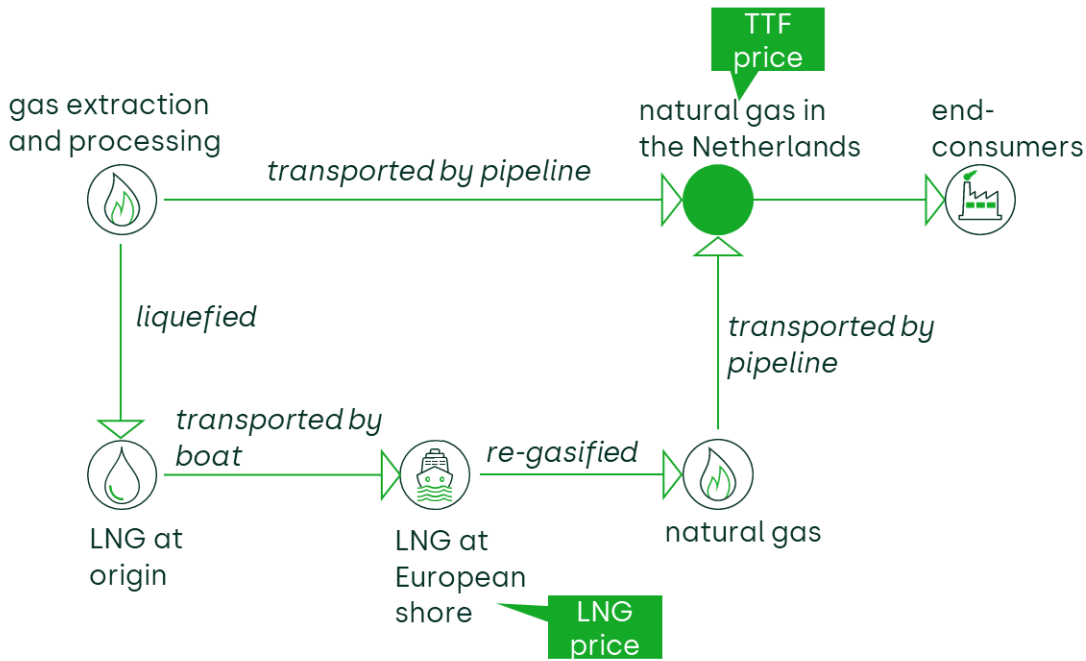 TTF
price
gas extraction
and processing
natural gas in
the Netherlands
end-
consumers
transported by pipeline
liquefied
transported by
pipeline
transported by
boat
re-gasified
LNG at
origin
LNG at
European
shore
natural gas
LNG
price